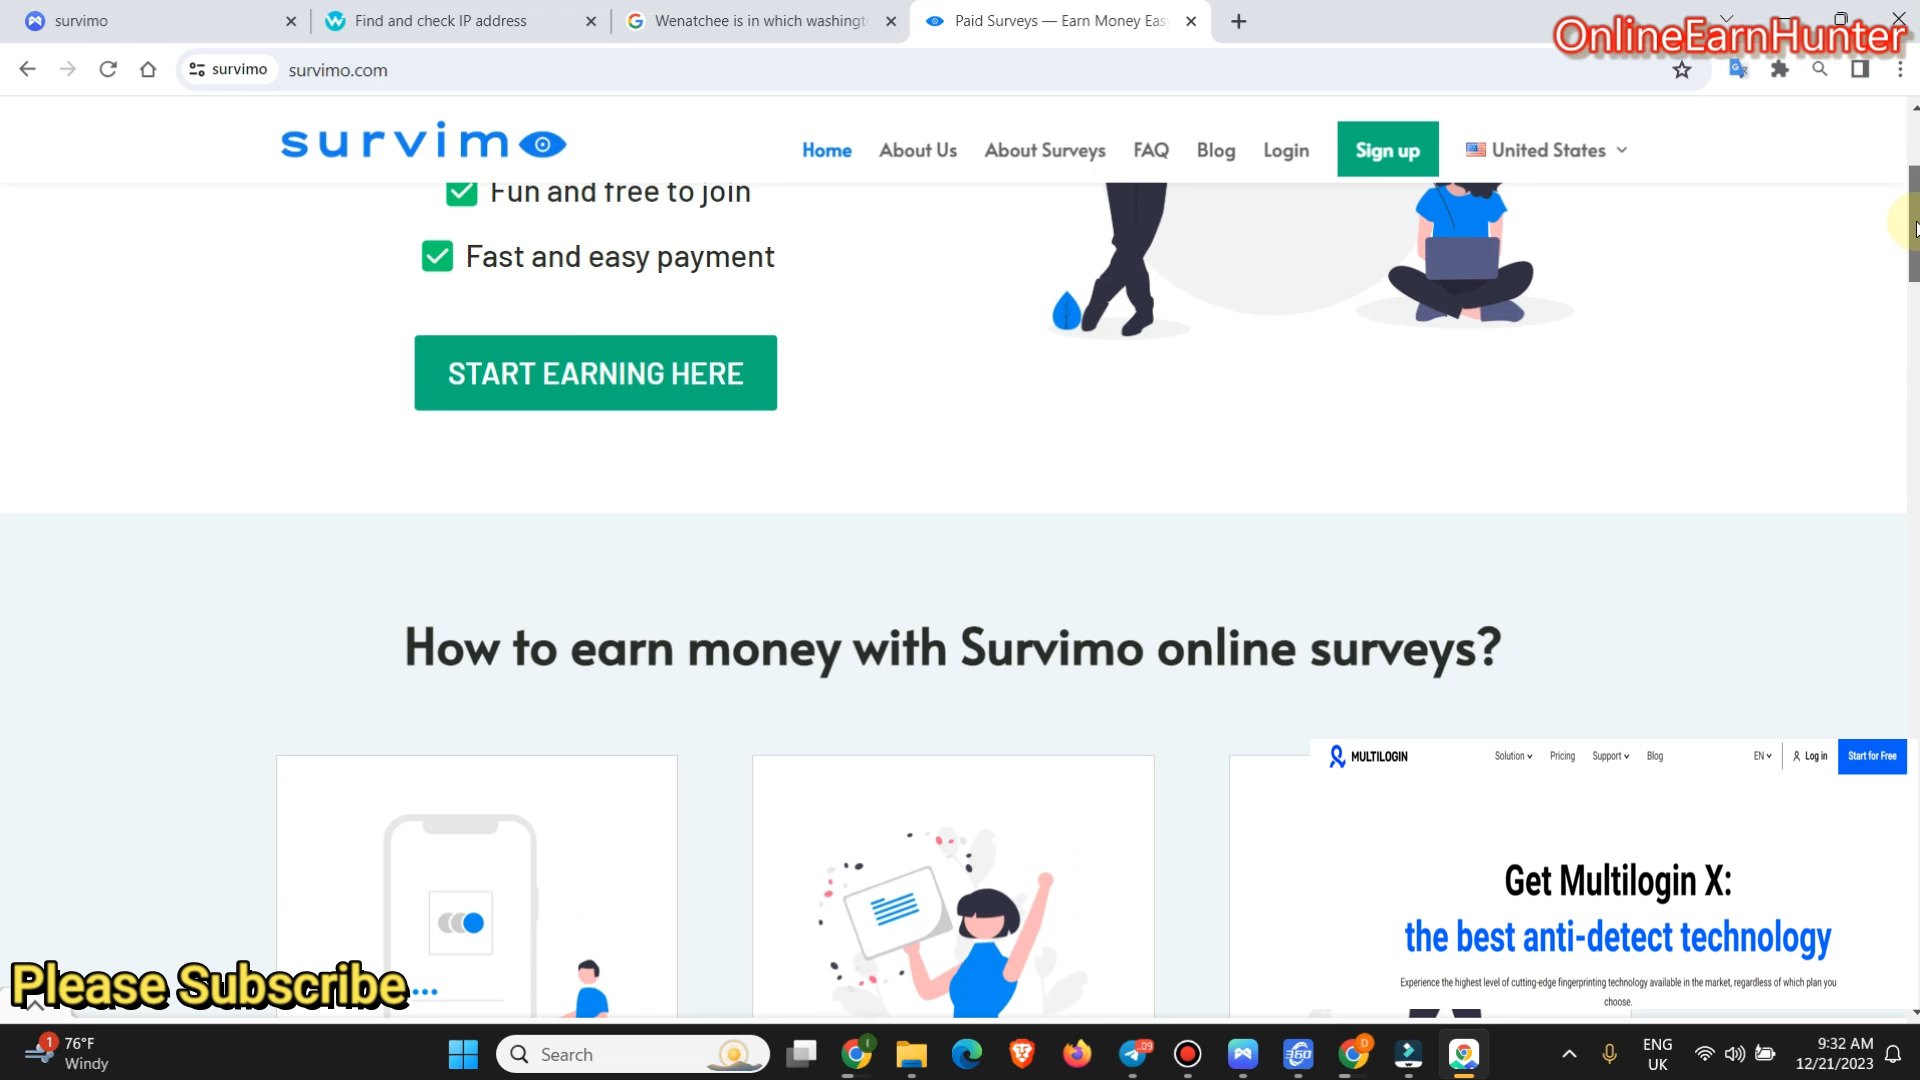 survimo
Find and check IP address
Wenatchee is in which washingt
Paid Surveys — Earn Money Eas
OnlineEarnHunter
survimo
survimo.com
survimo
Home
About Us
About Surveys
FAQ
Blog
Login
Sign up
United States
Fun and free to join
Fast and easy payment
START EARNING HERE
How to earn money with Survimo online surveys?
MULTILOGIN
Solution
Pricing
Support
Blog
EN
Log in
Start for Free
Get Multilogin X:
the best anti-detect technology
Experience the highest level of cutting-edge fingerprinting technology available in the market, regardless of which plan you
choose.
Please Subscribe
1
76°F
Windy
Search
I
.09
360
D
ENG
UK
9:32 AM
12/21/2023